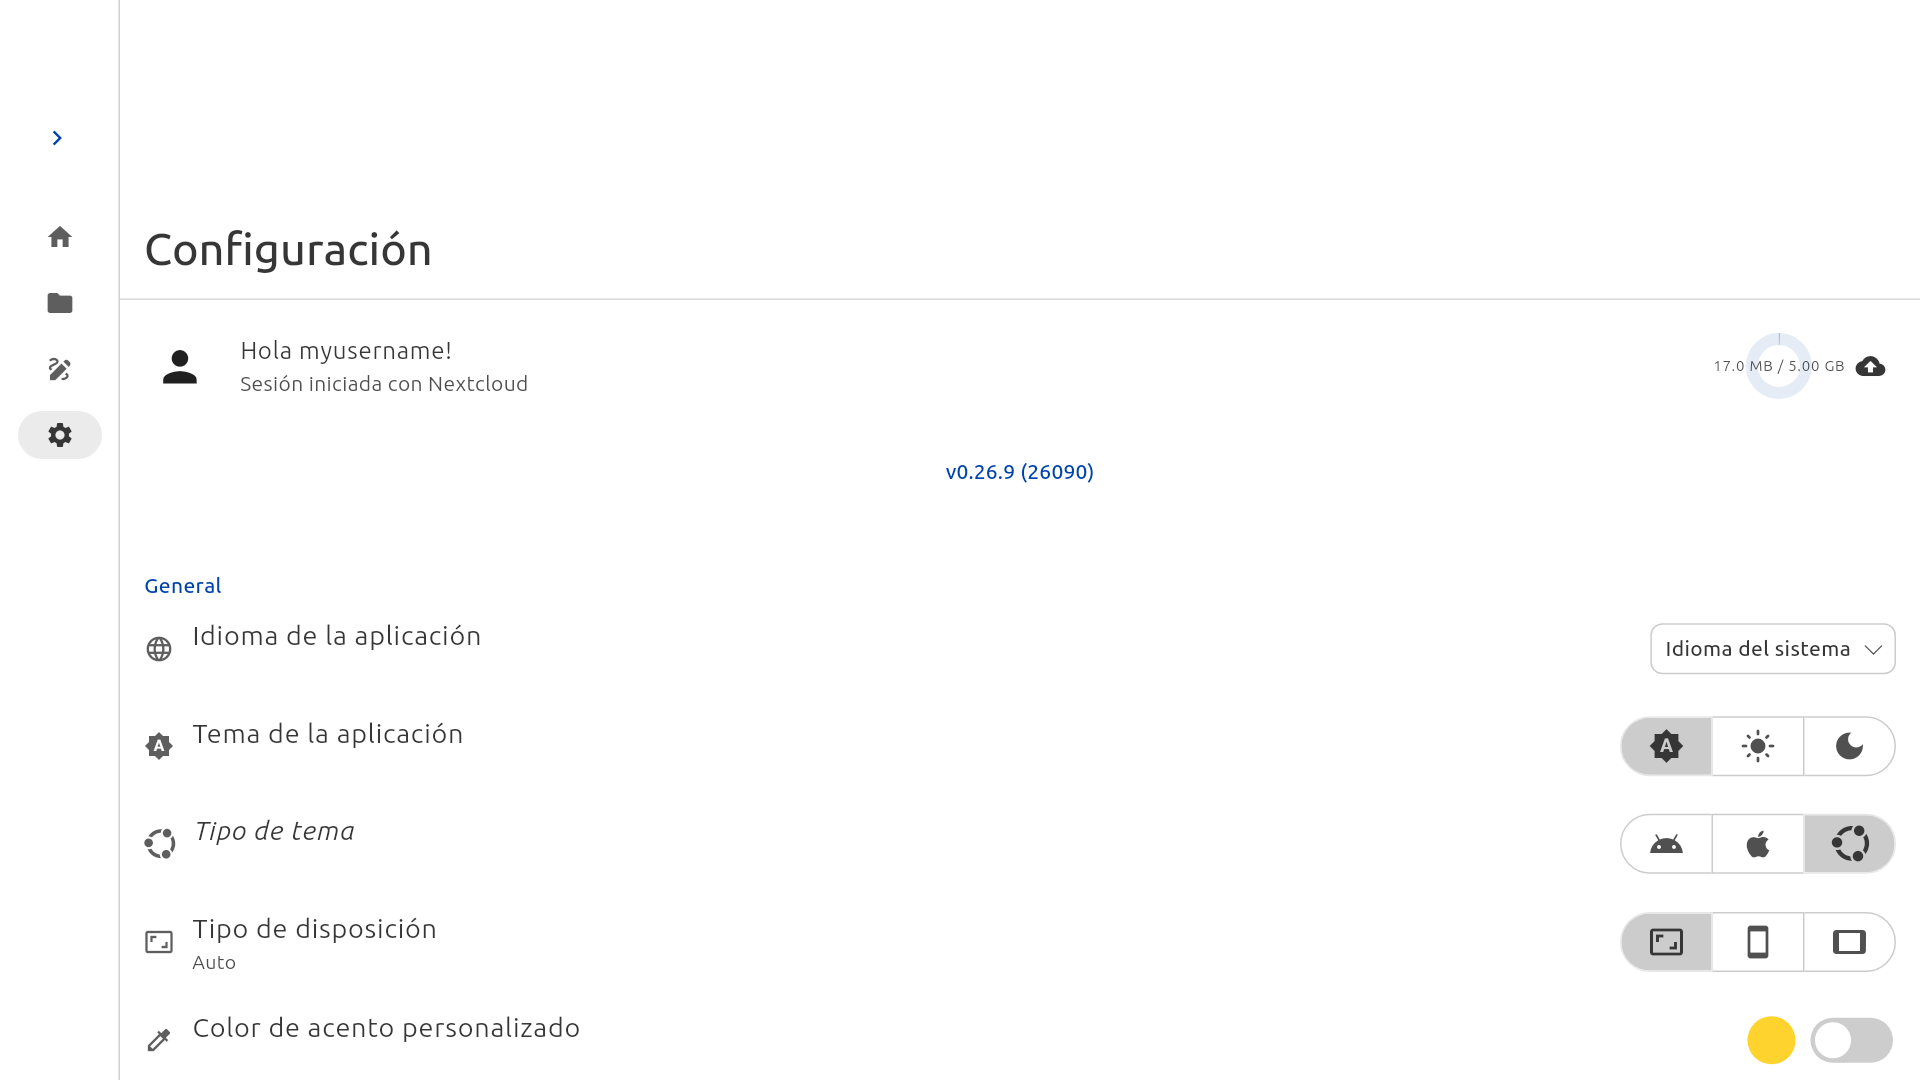 Configuración
Hola myusername!
Sesión iniciada con Nextcloud
17.0 MB / 5.00 GB
v0.26.9 (26090)
General
Idioma de la aplicación
Idioma del sistema
Tema de la aplicación
Tipo de tema
Tipo de disposición
Auto
Color de acento personalizado